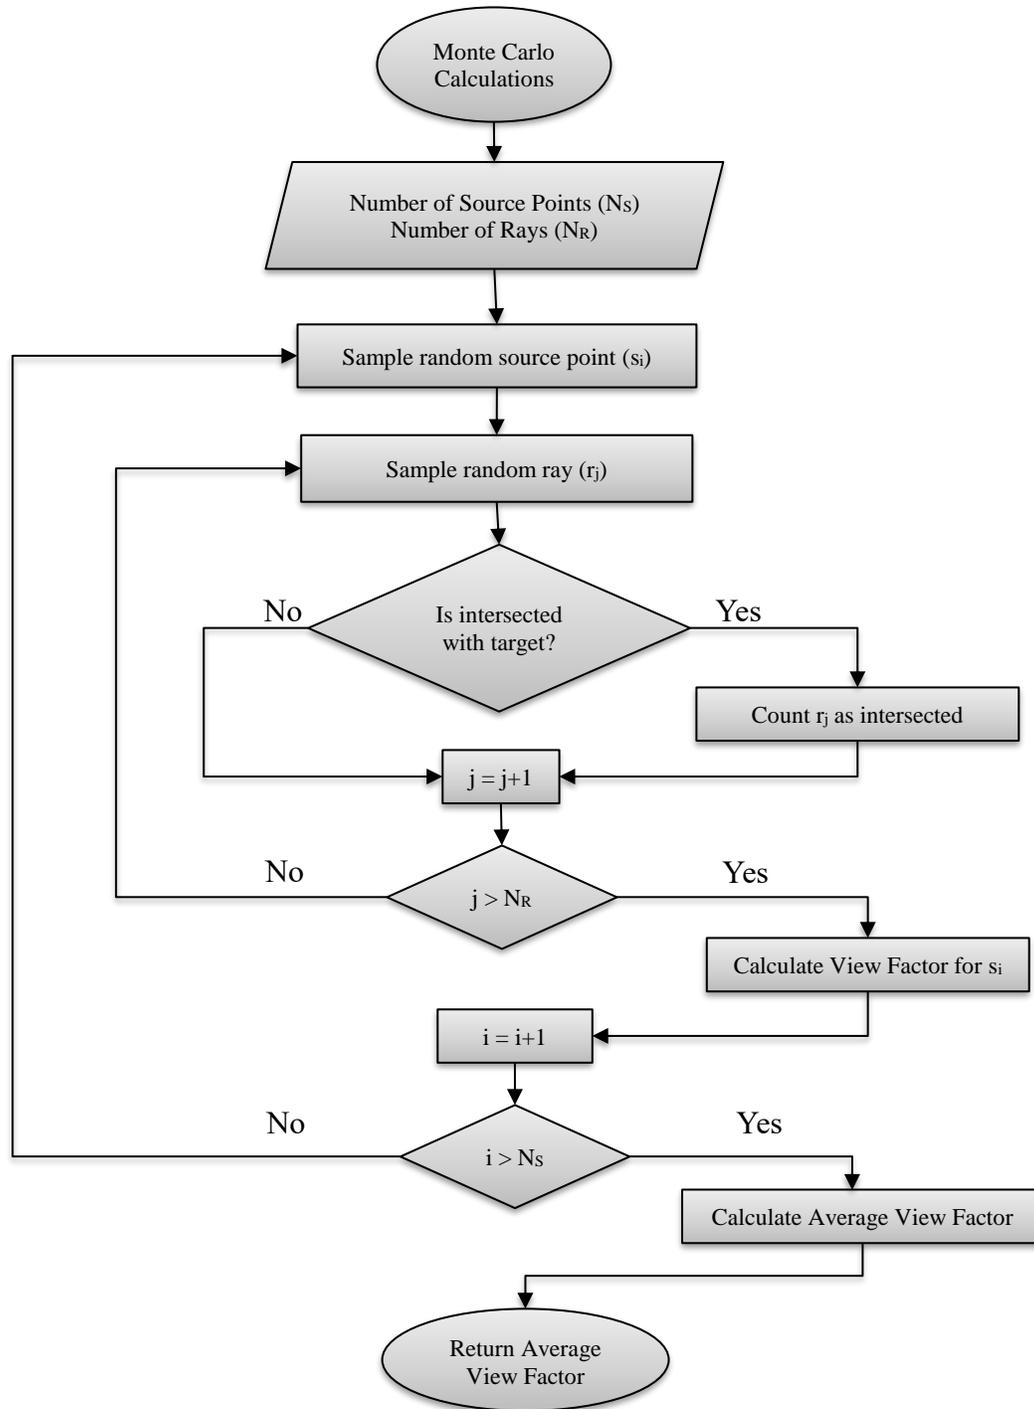 Monte Carlo
Calculations
Number of Source Points (NS)
Number of Rays (NR)
Sample random source point (si)
Sample random ray (rj)
No
Is intersected
with target?
Yes
Count rj as intersected
j = j+1
No
j > NR
Yes
Calculate View Factor for si
i = i+1
No
i > NS
Yes
Calculate Average View Factor
Return Average
View Factor